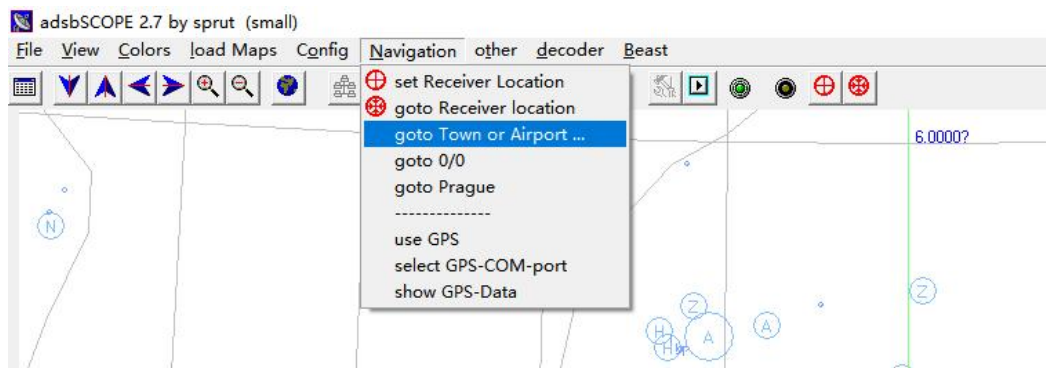 adsbSCOPE 2.7 by sprut (small)
File View Colors load Maps Config Navigation other decoder Beast
set Receiver Location
goto Receiver location
goto Town or Airport ...
goto 0/0
goto Prague
--------------
use GPS
select GPS-COM-port
show GPS-Data
6.0000?
N
Z
Z
H
A
A
H